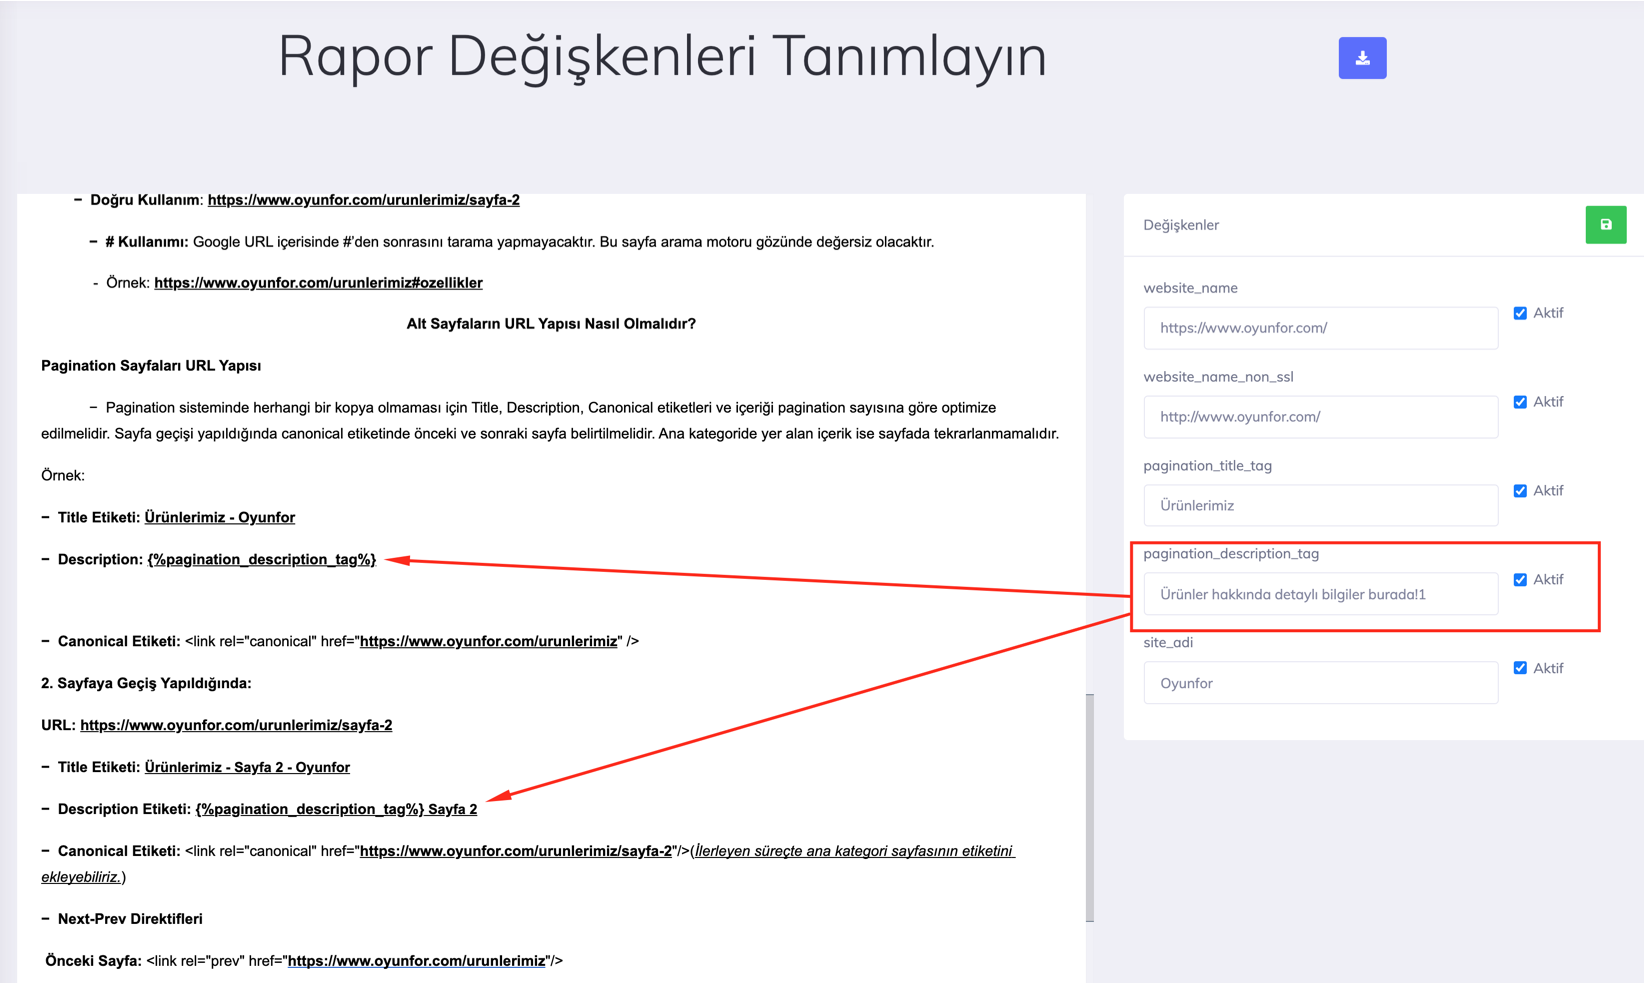 Rapor Değişkenleri Tanımlayın
− Doğru Kullanım: https://www.oyunfor.com/urunlerimiz/sayfa-2
− # Kullanımı: Google URL içerisinde #'den sonrasını tarama yapmayacaktır. Bu sayfa arama motoru gözünde değersiz olacaktır.
- Örnek: https://www.oyunfor.com/urunlerimiz#ozellikler
Alt Sayfaların URL Yapısı Nasıl Olmalıdır?
Pagination Sayfaları URL Yapısı
− Pagination sisteminde herhangi bir kopya olmaması için Title, Description, Canonical etiketleri ve içeriği pagination sayısına göre optimize
edilmelidir. Sayfa geçişi yapıldığında canonical etiketinde önceki ve sonraki sayfa belirtilmelidir. Ana kategoride yer alan içerik ise sayfada tekrarlanmamalıdır.
Örnek:
− Title Etiketi: Ürünlerimiz - Oyunfor
− Description: {%pagination_description_tag%}
− Canonical Etiketi: <link rel="canonical" href="https://www.oyunfor.com/urunlerimiz" />
2. Sayfaya Geçiş Yapıldığında:
URL: https://www.oyunfor.com/urunlerimiz/sayfa-2
− Title Etiketi: Ürünlerimiz - Sayfa 2 - Oyunfor
− Description Etiketi: {%pagination_description_tag%} Sayfa 2
− Canonical Etiketi: <link rel="canonical" href="https://www.oyunfor.com/urunlerimiz/sayfa-2"/>(İlerleyen süreçte ana kategori sayfasının etiketini
ekleyebiliriz.)
− Next-Prev Direktifleri
Önceki Sayfa: <link rel="prev" href="https://www.oyunfor.com/urunlerimiz"/>
Değişkenler
website_name
https://www.oyunfor.com/
Aktif
website_name_non_ssl
http://www.oyunfor.com/
Aktif
pagination_title_tag
Ürünlerimiz
Aktif
pagination_description_tag
Ürünler hakkında detaylı bilgiler burada!1
Aktif
site_adi
Oyunfor
Aktif